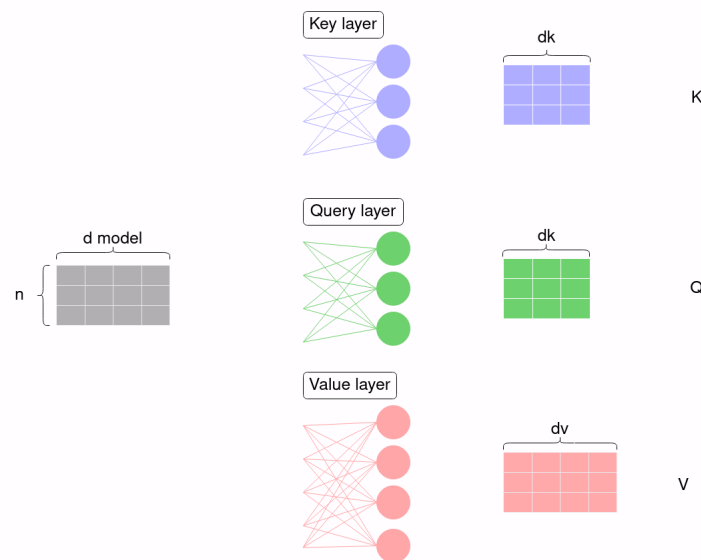 Key layer
dk
K
Query layer
d model
n
dk
Q
Value layer
dv
V